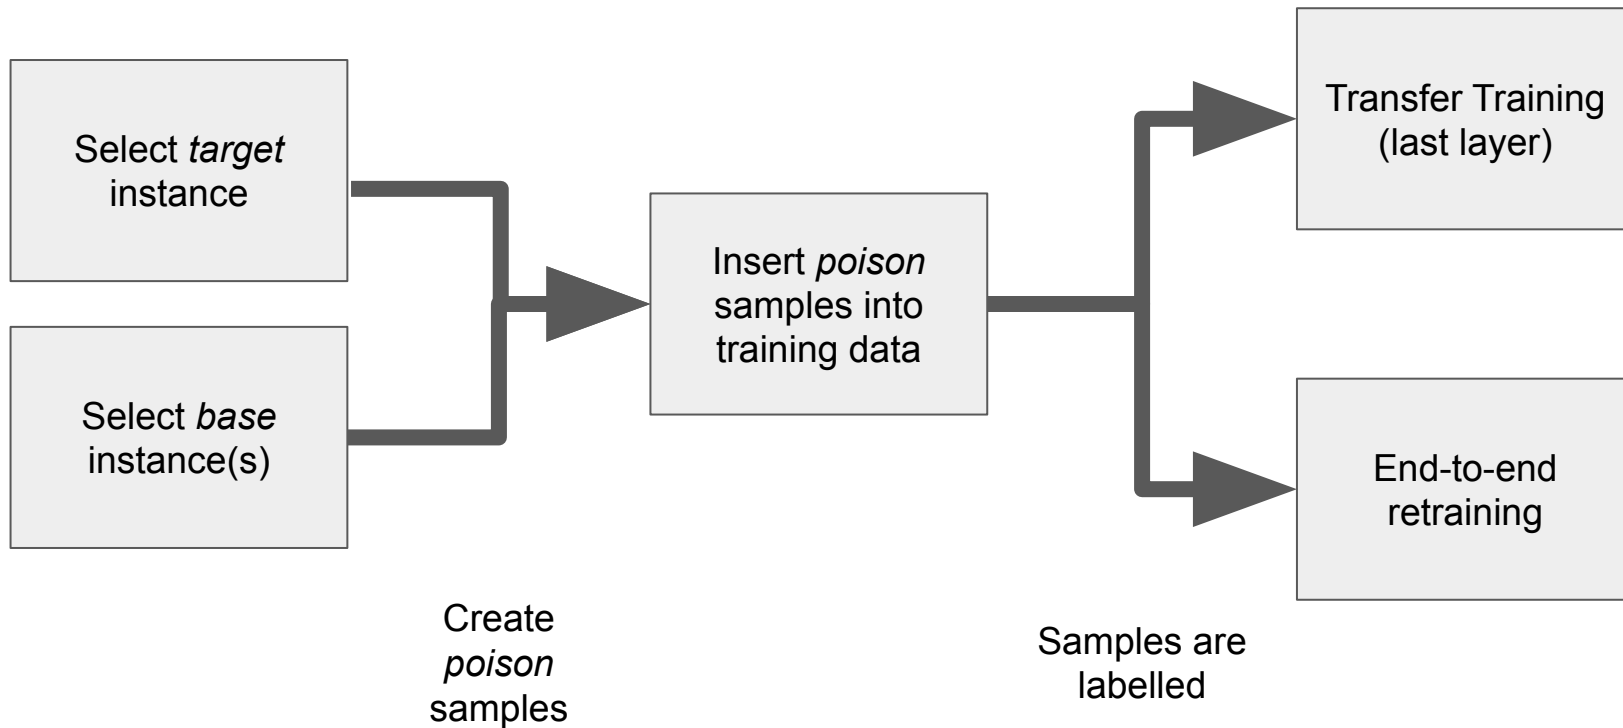 Select target
instance
Select base
instance(s)
Create
poison
samples
Insert poison
samples into
training data
Samples are
labelled
Transfer Training
(last layer)
End-to-end
retraining